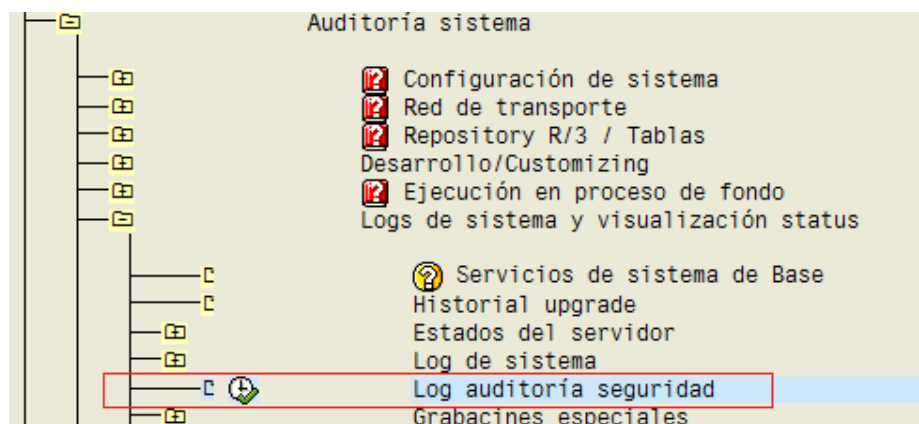 Auditoría sistema
Configuración de sistema
Red de transporte
Repository R/3 / Tablas
Desarrollo/Customizing
Ejecución en proceso de fondo
Logs de sistema y visualización status
Servicios de sistema de Base
Historial upgrade
Estados del servidor
Log de sistema
Log auditoría seguridad
Grabacines especiales